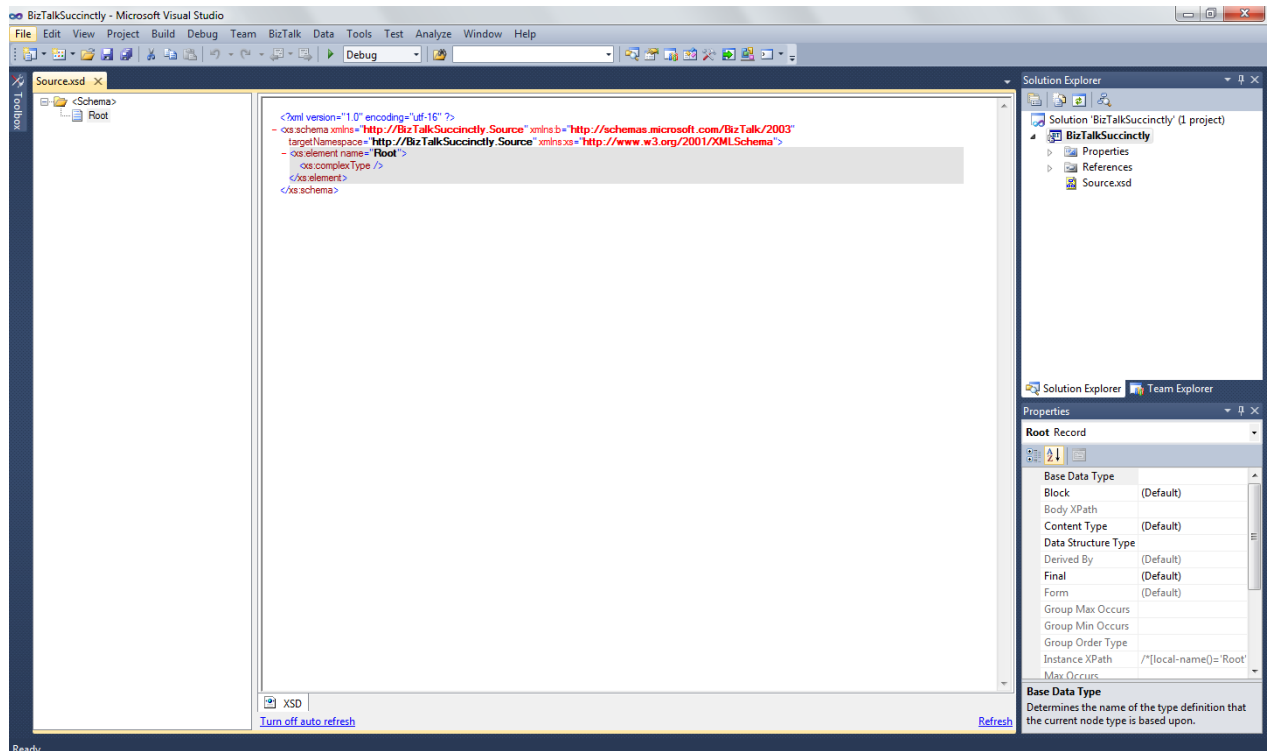 BizTalkSuccinctly - Microsoft Visual Studio
File Edit View Project Build Debug Team BizTalk Data Tools Test Analyze Window Help
Debug
Toolbox
Source.xsd
<Schema>
Root
<?xml version="1.0" encoding="utf-16" ?>
- <xs:schema xmlns="http://BizTalkSuccinctly.Source" xmlns:b="http://schemas.microsoft.com/BizTalk/2003"
targetNamespace="http://BizTalkSuccinctly.Source" xmlns:xs="http://www.w3.org/2001/XMLSchema">
- <xs:element name="Root">
<xs:complexType />
</xs:element>
</xs:schema>
XSD
Turn off auto refresh
Refresh
Solution Explorer
Solution 'BizTalkSuccinctly' (1 project)
BizTalkSuccinctly
Properties
References
Source.xsd
Solution Explorer Team Explorer
Properties
Root Record
Base Data Type
Block (Default)
Body XPath
Content Type (Default)
Data Structure Type
Derived By (Default)
Final (Default)
Form (Default)
Group Max Occurs
Group Min Occurs
Group Order Type
Instance XPath /*[local-name()='Root'
Max Occurs
Base Data Type
Determines the name of the type definition that
the current node type is based upon.
Ready